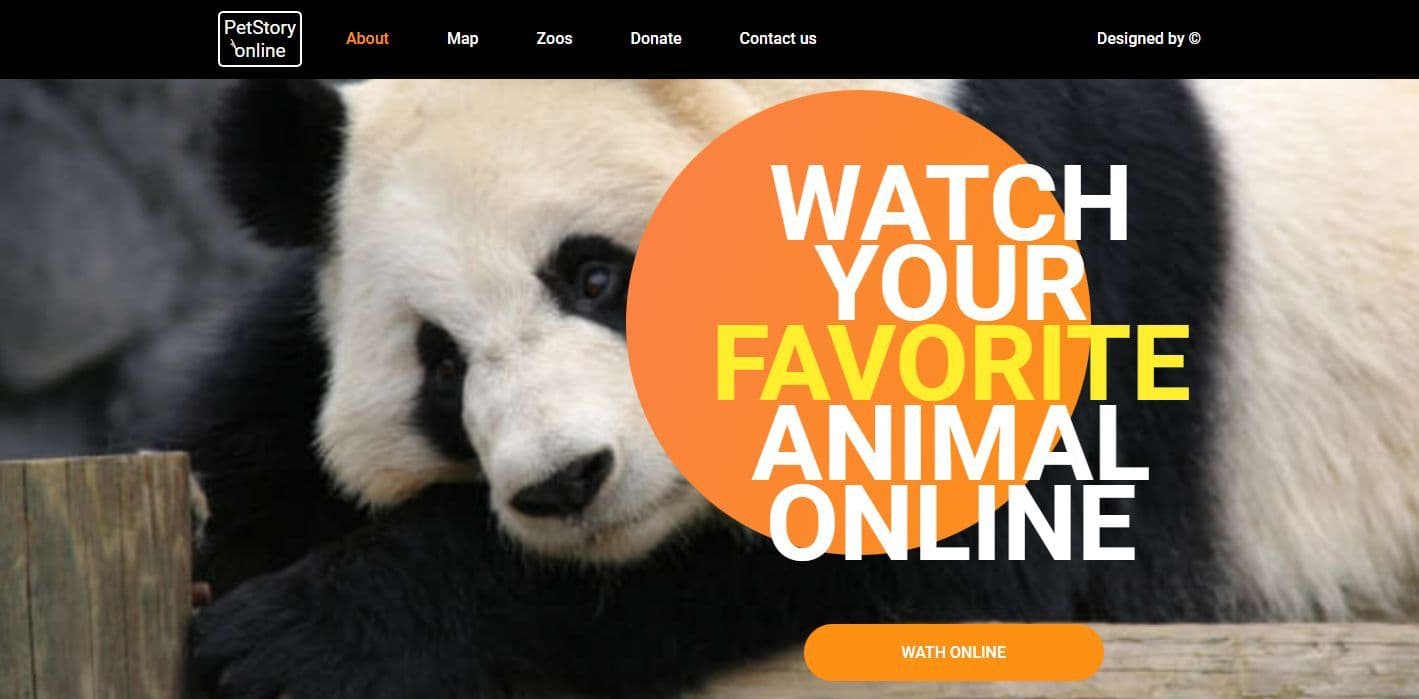 PetStory
online
About Map Zoos Donate Contact us Designed by ©
WATCH
YOUR
FAVORITE
ANIMAL
ONLINE
WATH ONLINE